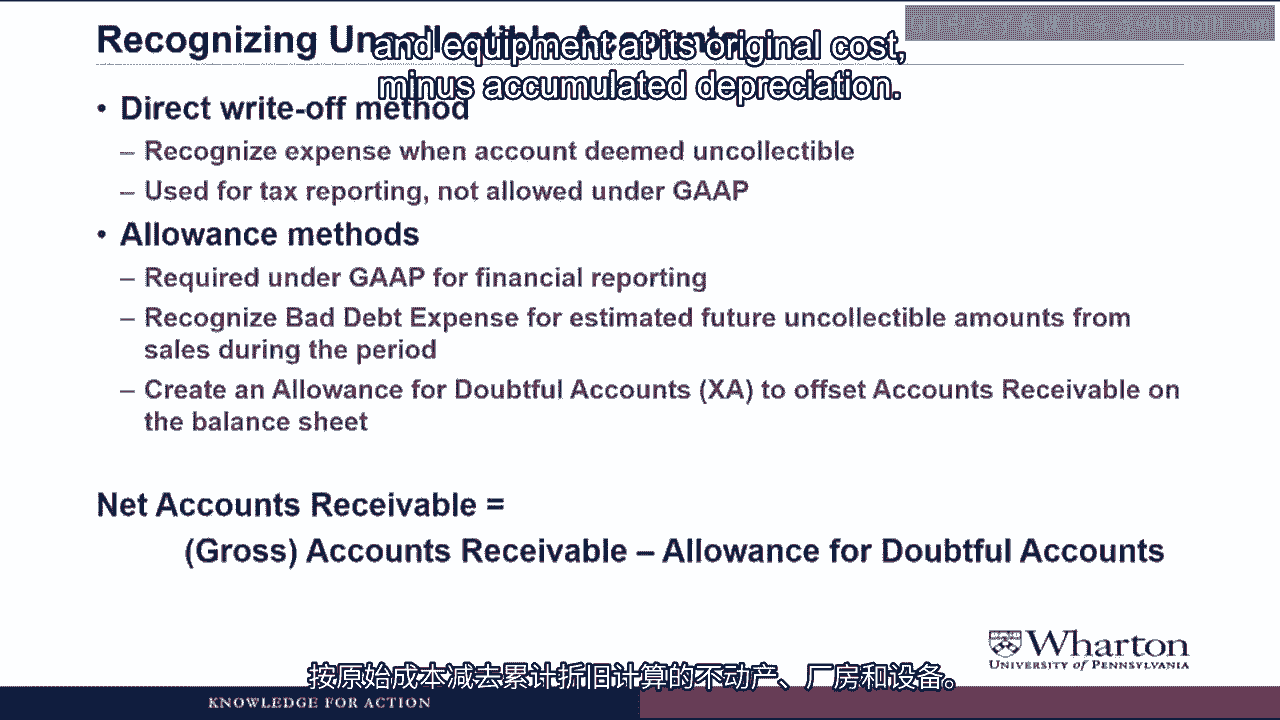 Recognizing Uncollectible Accounts
and equipment at its original cost,
minus accumulated depreciation.
• Direct write-off method
– Recognize expense when account deemed uncollectible
– Used for tax reporting, not allowed under GAAP
• Allowance methods
– Required under GAAP for financial reporting
– Recognize Bad Debt Expense for estimated future uncollectible amounts from
sales during the period
– Create an Allowance for Doubtful Accounts (XA) to offset Accounts Receivable on
the balance sheet
Net Accounts Receivable =
(Gross) Accounts Receivable – Allowance for Doubtful Accounts
Wharton
UNIVERSITY of PENNSYLVANIA
按原始成本减去累计折旧计算的不动产、厂房和设备。
KNOWLEDGE FOR ACTION